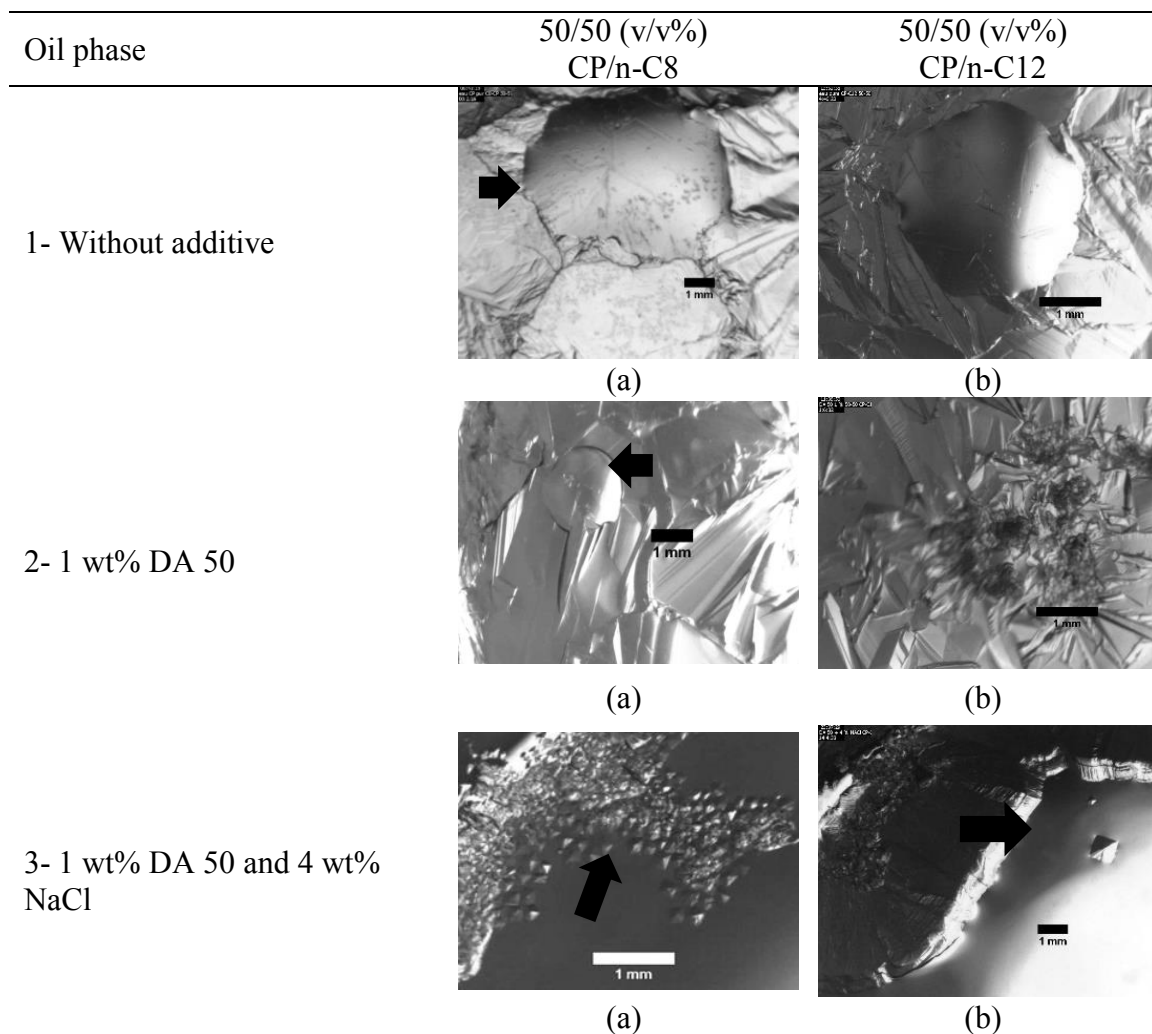 Oil phase
50/50 (v/v%)
CP/n-C8
50/50 (v/v%)
CP/n-C12
1- Without additive
1 mm
1 mm
(a)
(b)
2- 1 wt% DA 50
1 mm
1 mm
(a)
(b)
3- 1 wt% DA 50 and 4 wt%
NaCl
1 mm
1 mm
(a)
(b)